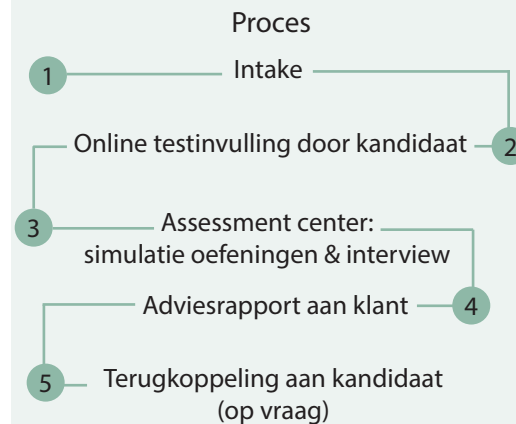 Proces
1 Intake
Online testinvulling door kandidaat 2
3 Assessment center:
simulatie oefeningen & interview
Adviesrapport aan klant 4
5 Terugkoppeling aan kandidaat
(op vraag)